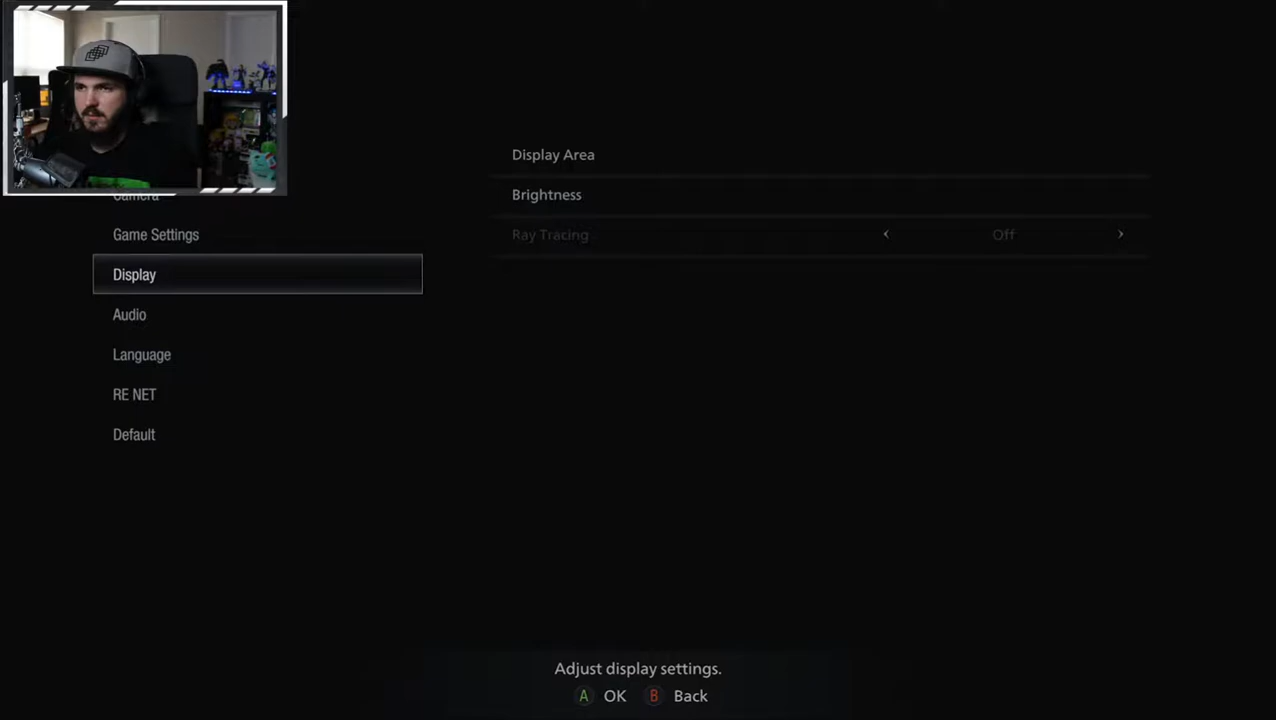 Camera
Game Settings
Display
Audio
Language
RE NET
Default
Display Area
Brightness
Ray Tracing < Off >
Adjust display settings.
A OK B Back